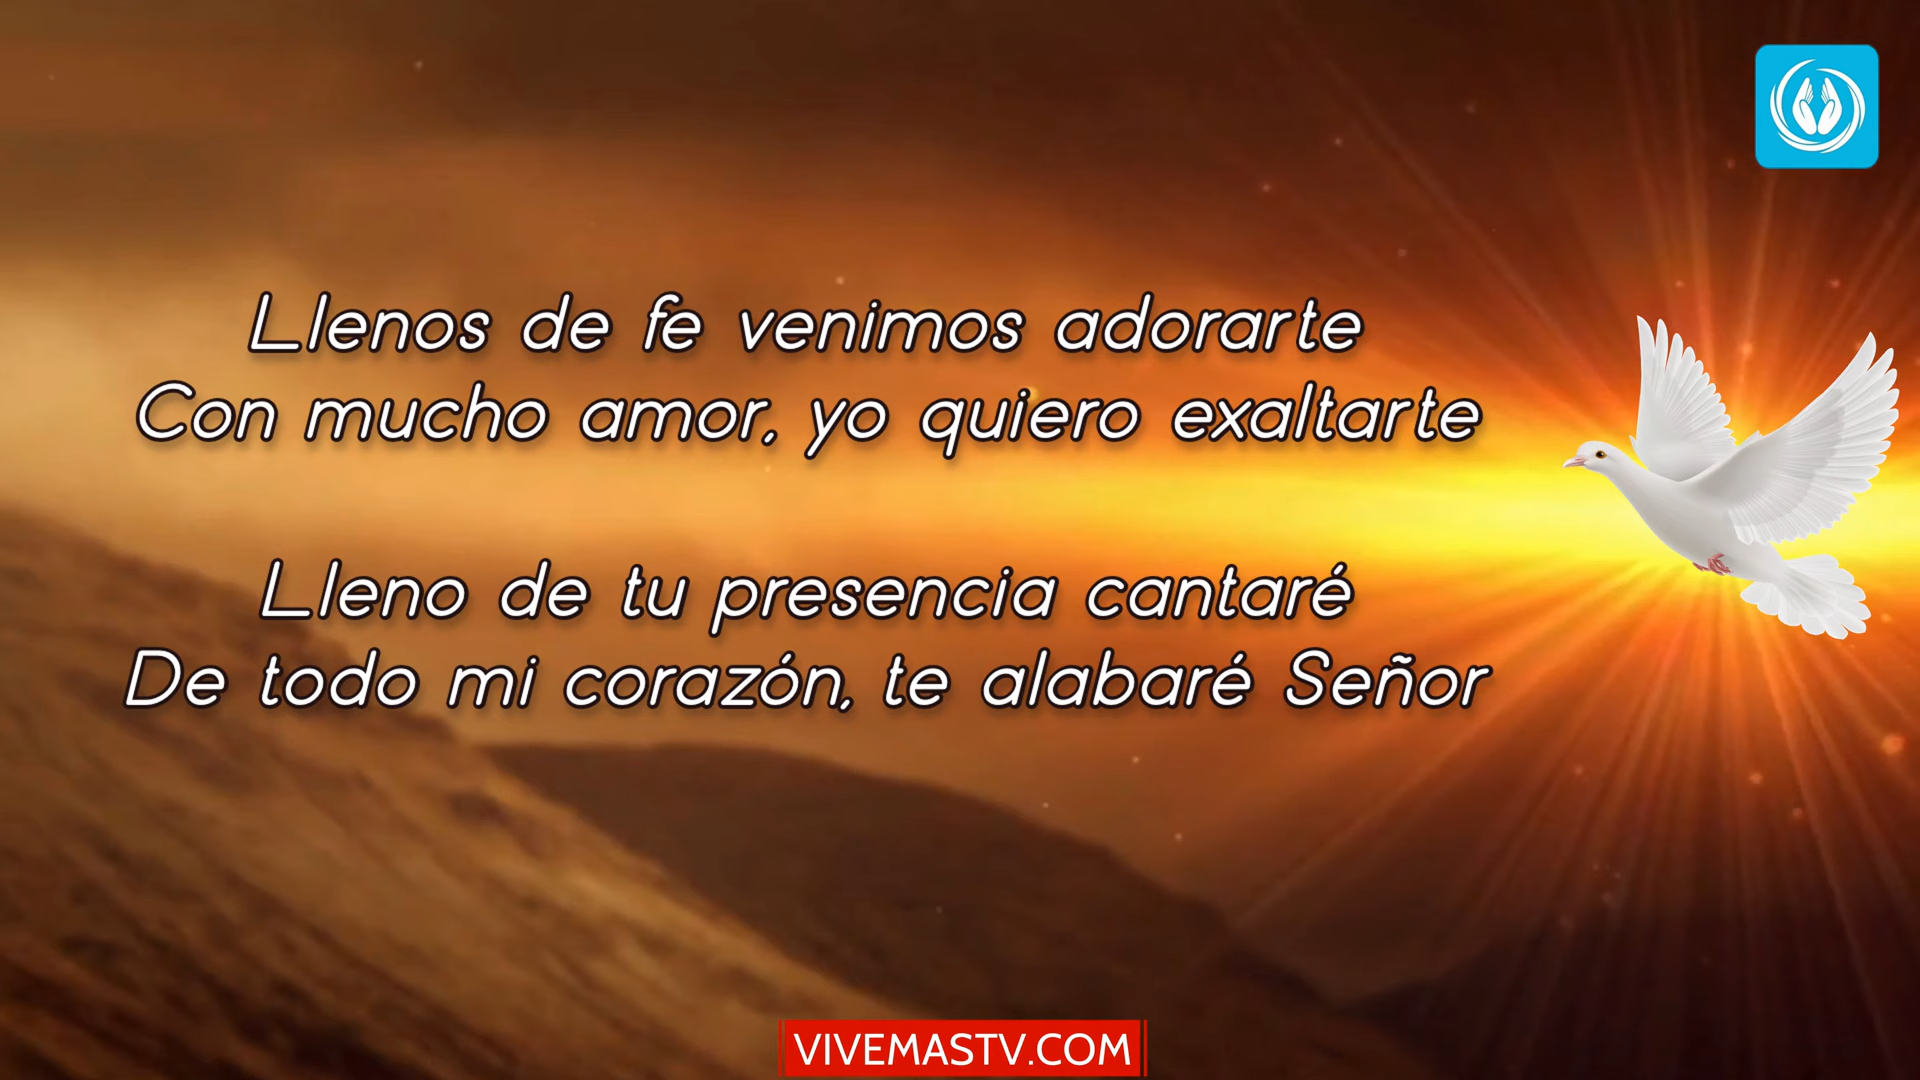 Llenos de fe venimos adorarte
Con mucho amor, yo quiero exaltarte
Lleno de tu presencia cantaré
De todo mi corazón, te alabaré Señor
VIVEMASTV.COM